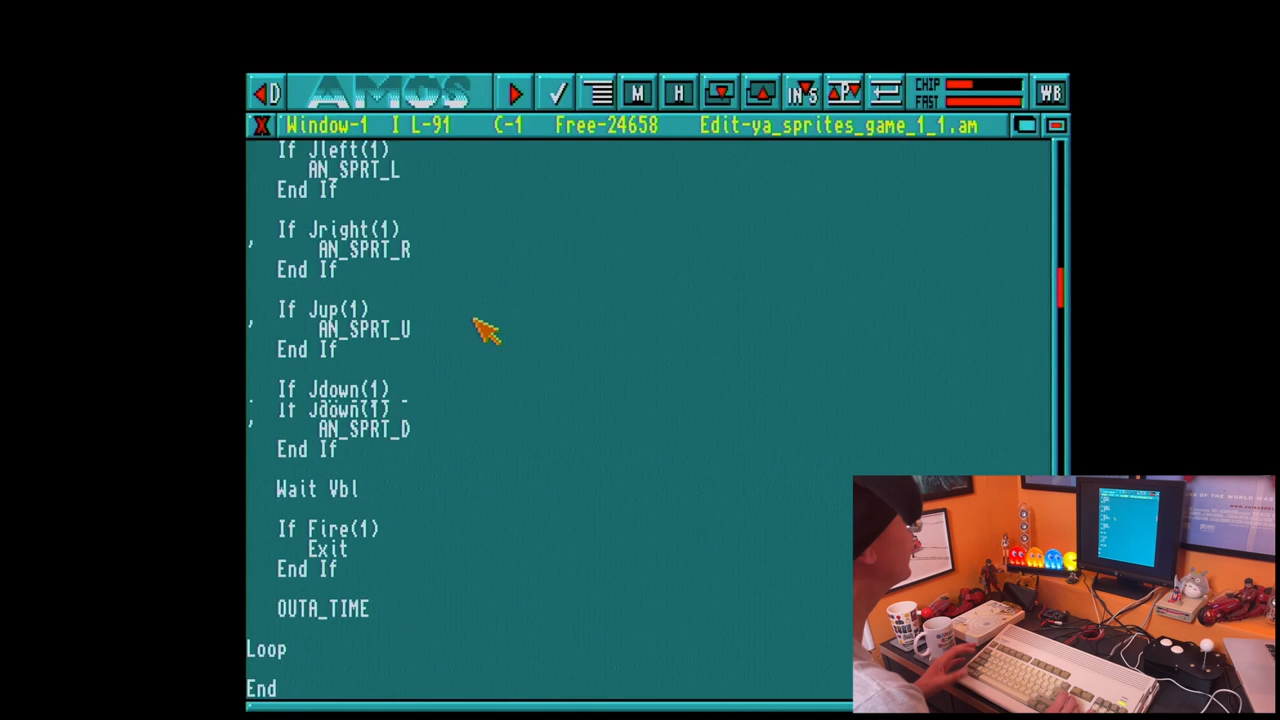 D AMOS M H IN'S P CHIP FAST WB
X Window-1 I L-91 C-1 Free-24658 Edit-ya_sprites_game_1_1.am
If Jleft(1)
AN_SPRT_L
End If
If Jright(1)
' AN_SPRT_R
End If
If Jup(1)
' AN_SPRT_U
End If
If Jdown(1)
If Jdown(1)
' AN_SPRT_D
End If
Wait Vbl
If Fire(1)
Exit
End If
OUTA_TIME
Loop
End